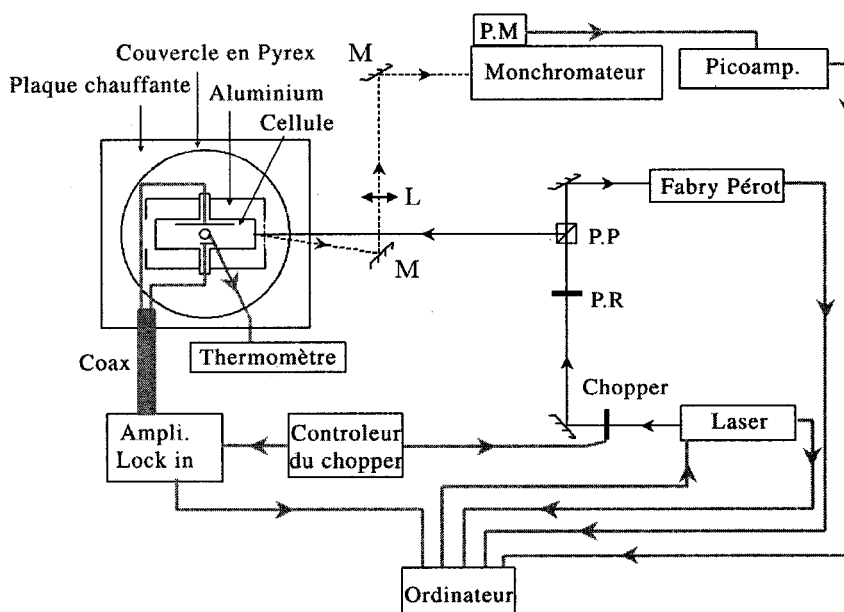 P.M
Couvercle en Pyrex
M
Monchromateur
Picoamp.
Plaque chauffante
Aluminium
Cellule
L
Fabry Pérot
P.P
M
P.R
Thermomètre
Coax
Chopper
Laser
Ampli.
Lock in
Controleur
du chopper
Ordinateur